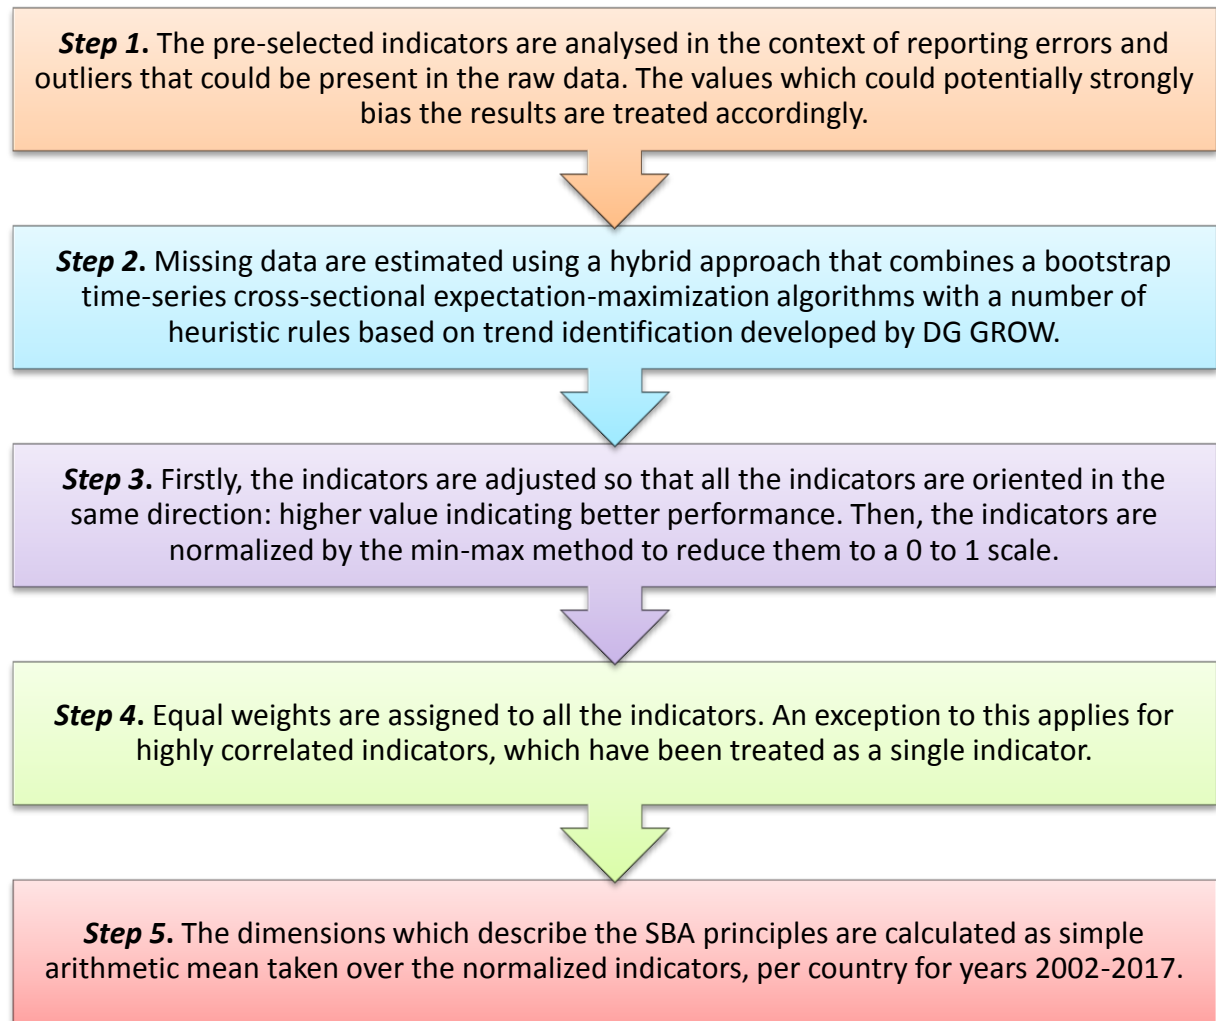 Step 1. The pre-selected indicators are analysed in the context of reporting errors and
outliers that could be present in the raw data. The values which could potentially strongly
bias the results are treated accordingly.
Step 2. Missing data are estimated using a hybrid approach that combines a bootstrap
time-series cross-sectional expectation-maximization algorithms with a number of
heuristic rules based on trend identification developed by DG GROW.
Step 3. Firstly, the indicators are adjusted so that all the indicators are oriented in the
same direction: higher value indicating better performance. Then, the indicators are
normalized by the min-max method to reduce them to a 0 to 1 scale.
Step 4. Equal weights are assigned to all the indicators. An exception to this applies for
highly correlated indicators, which have been treated as a single indicator.
Step 5. The dimensions which describe the SBA principles are calculated as simple
arithmetic mean taken over the normalized indicators, per country for years 2002-2017.